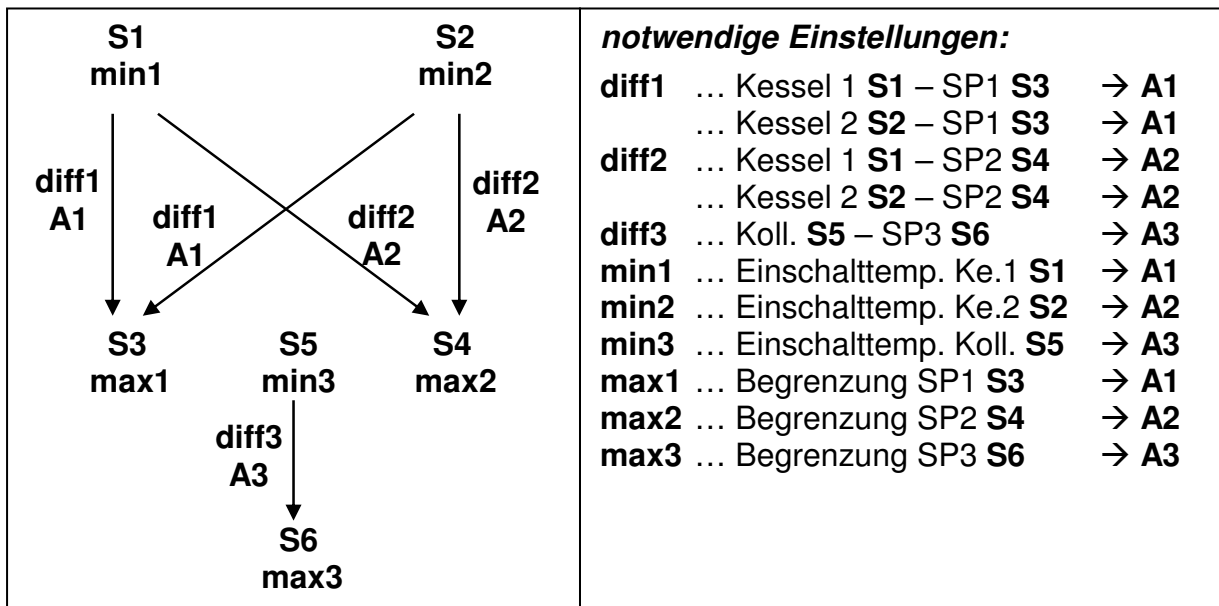 S1 S2
min1 min2
diff1 diff2
A1 diff1 diff2 A2
A1 A2
S3 S5 S4
max1 min3 max2
diff3
A3
S6
max3
notwendige Einstellungen:
diff1 … Kessel 1 S1 – SP1 S3 → A1
… Kessel 2 S2 – SP1 S3 → A1
diff2 … Kessel 1 S1 – SP2 S4 → A2
… Kessel 2 S2 – SP2 S4 → A2
diff3 … Koll. S5 – SP3 S6 → A3
min1 … Einschalttemp. Ke.1 S1 → A1
min2 … Einschalttemp. Ke.2 S2 → A2
min3 … Einschalttemp. Koll. S5 → A3
max1 … Begrenzung SP1 S3 → A1
max2 … Begrenzung SP2 S4 → A2
max3 … Begrenzung SP3 S6 → A3